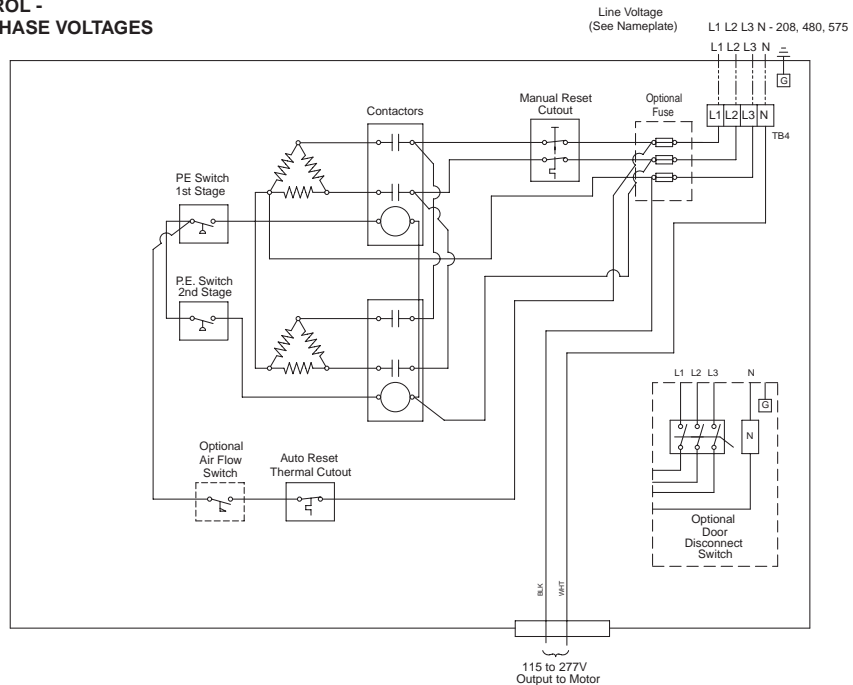 ROL -
HASE VOLTAGES
Line Voltage
(See Nameplate)
L1 L2 L3 N - 208, 480, 575
L1 L2 L3 N
G
Contactors
Manual Reset
Cutout
Optional
Fuse
L1 L2 L3 N
TB4
PE Switch
1st Stage
P.E. Switch
2nd Stage
L1 L2 L3 N
G
N
Optional
Air Flow
Switch
Auto Reset
Thermal Cutout
Optional
Door
Disconnect
Switch
BLK
WHT
115 to 277V
Output to Motor